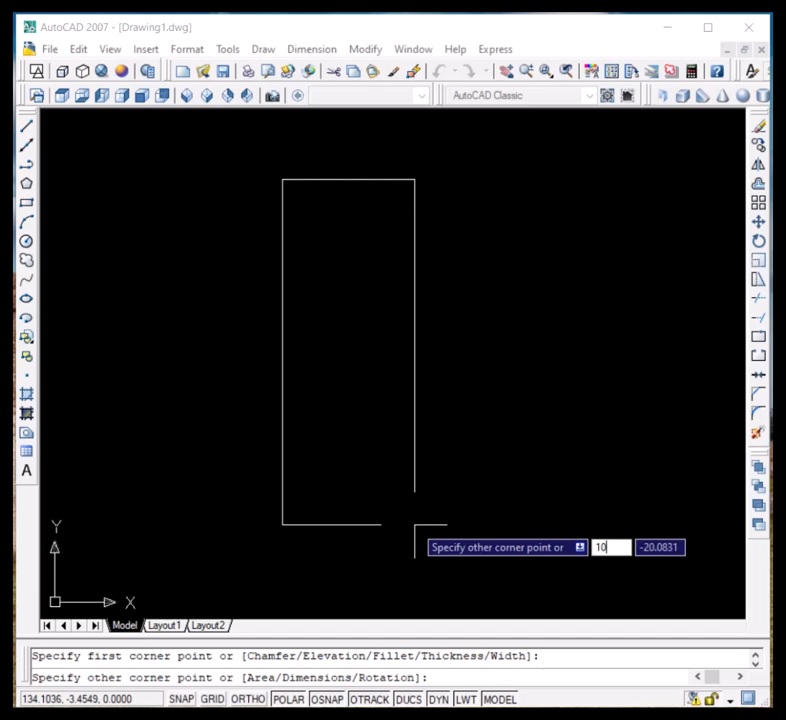 AutoCAD 2007 - [Drawing1.dwg]
File Edit View Insert Format Tools Draw Dimension Modify Window Help Express
AutoCAD Classic
A
Specify other corner point or 10 -20.0831
Y
X
Model Layout1 Layout2
Specify first corner point or [Chamfer/Elevation/Fillet/Thickness/Width]:
Specify other corner point or [Area/Dimensions/Rotation]:
134.1036, -3.4549, 0.0000 SNAP GRID ORTHO POLAR OSNAP OTRACK DUCS DYN LWT MODEL